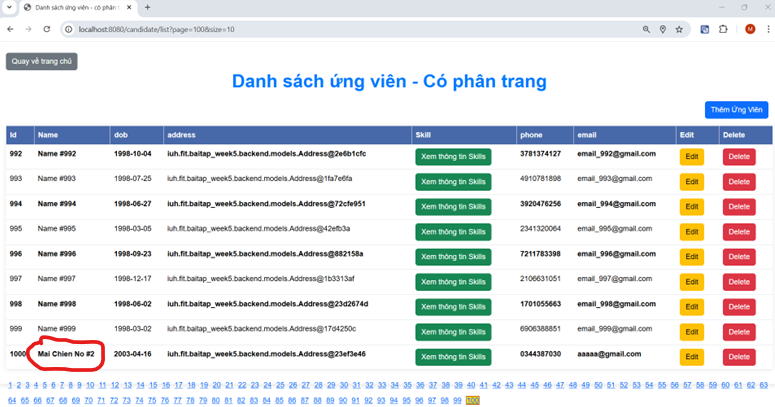 Danh sách ứng viên - có phân tr
localhost:8080/candidate/list?page=100&size=10
M
Quay về trang chủ
Danh sách ứng viên - Có phân trang
Thêm Ứng Viên
Id Name dob address Skill phone email Edit Delete
992 Name #992 1998-10-04 iuh.fit.baitap_week5.backend.models.Address@2e6b1cfc Xem thông tin Skills 3781374127 email_992@gmail.com Edit Delete
993 Name #993 1998-07-25 iuh.fit.baitap_week5.backend.models.Address@1fa7e6fa Xem thông tin Skills 4910781898 email_993@gmail.com Edit Delete
994 Name #994 1998-06-27 iuh.fit.baitap_week5.backend.models.Address@72cfe951 Xem thông tin Skills 3920476256 email_994@gmail.com Edit Delete
995 Name #995 1998-03-05 iuh.fit.baitap_week5.backend.models.Address@42efb3a Xem thông tin Skills 2341320064 email_995@gmail.com Edit Delete
996 Name #996 1998-09-23 iuh.fit.baitap_week5.backend.models.Address@882158a Xem thông tin Skills 7211783398 email_996@gmail.com Edit Delete
997 Name #997 1998-12-17 iuh.fit.baitap_week5.backend.models.Address@1b3313af Xem thông tin Skills 2106631051 email_997@gmail.com Edit Delete
998 Name #998 1998-06-02 iuh.fit.baitap_week5.backend.models.Address@23d2674d Xem thông tin Skills 1701055663 email_998@gmail.com Edit Delete
999 Name #999 1998-03-02 iuh.fit.baitap_week5.backend.models.Address@17d4250c Xem thông tin Skills 6906388851 email_999@gmail.com Edit Delete
1000 Mai Chien No #2 2003-04-16 iuh.fit.baitap_week5.backend.models.Address@23ef3e46 Xem thông tin Skills 0344387030 aaaaa@gmail.com Edit Delete
1 2 3 4 5 6 7 8 9 10 11 12 13 14 15 16 17 18 19 20 21 22 23 24 25 26 27 28 29 30 31 32 33 34 35 36 37 38 39 40 41 42 43 44 45 46 47 48 49 50 51 52 53 54 55 56 57 58 59 60 61 62 63
64 65 66 67 68 69 70 71 72 73 74 75 76 77 78 79 80 81 82 83 84 85 86 87 88 89 90 91 92 93 94 95 96 97 98 99 100